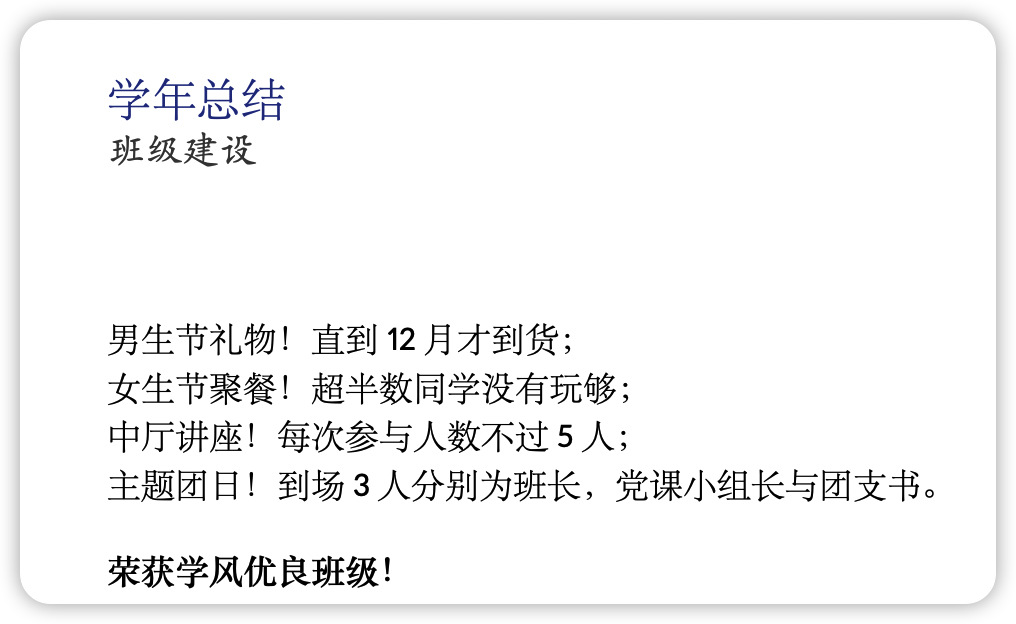 学年总结
班级建设
男生节礼物！直到 12 月才到货；
女生节聚餐！超半数同学没有玩够；
中厅讲座！每次参与人数不过 5 人；
主题团日！到场 3 人分别为班长，党课小组长与团支书。
荣获学风优良班级！